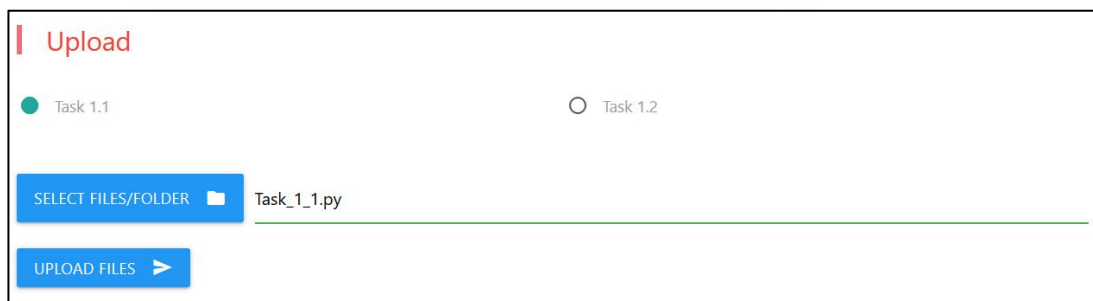 Upload
Task 1.1 Task 1.2
SELECT FILES/FOLDER Task_1_1.py
UPLOAD FILES